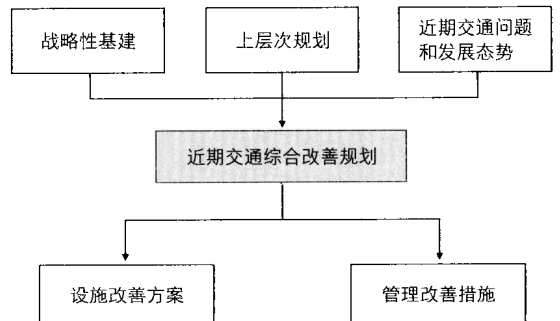 战略性基建
上层次规划
近期交通问题
和发展态势
近期交通综合改善规划
设施改善方案
管理改善措施